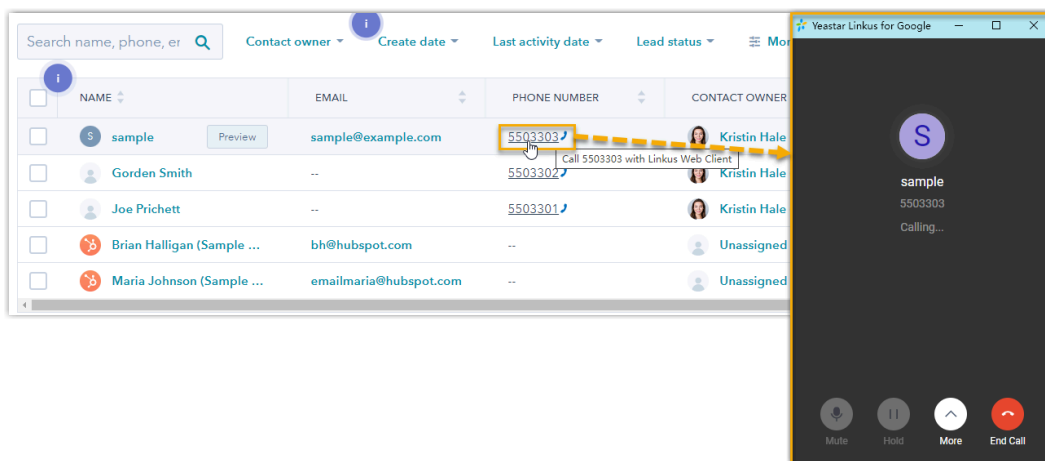 Search name, phone, er
Contact owner
i
Create date
Last activity date
Lead status
Mor
i
NAME
EMAIL
PHONE NUMBER
CONTACT OWNER
S sample Preview sample@example.com 5503303 Kristin Hale
Call 5503303 with Linkus Web Client
Gorden Smith -- 5503302 Kristin Hale
Joe Prichett -- 5503301 Kristin Hale
Brian Halligan (Sample ... bh@hubspot.com -- Unassigned
Maria Johnson (Sample ... emailmaria@hubspot.com -- Unassigned
Yeastar Linkus for Google
S
sample
5503303
Calling...
Mute Hold More End Call